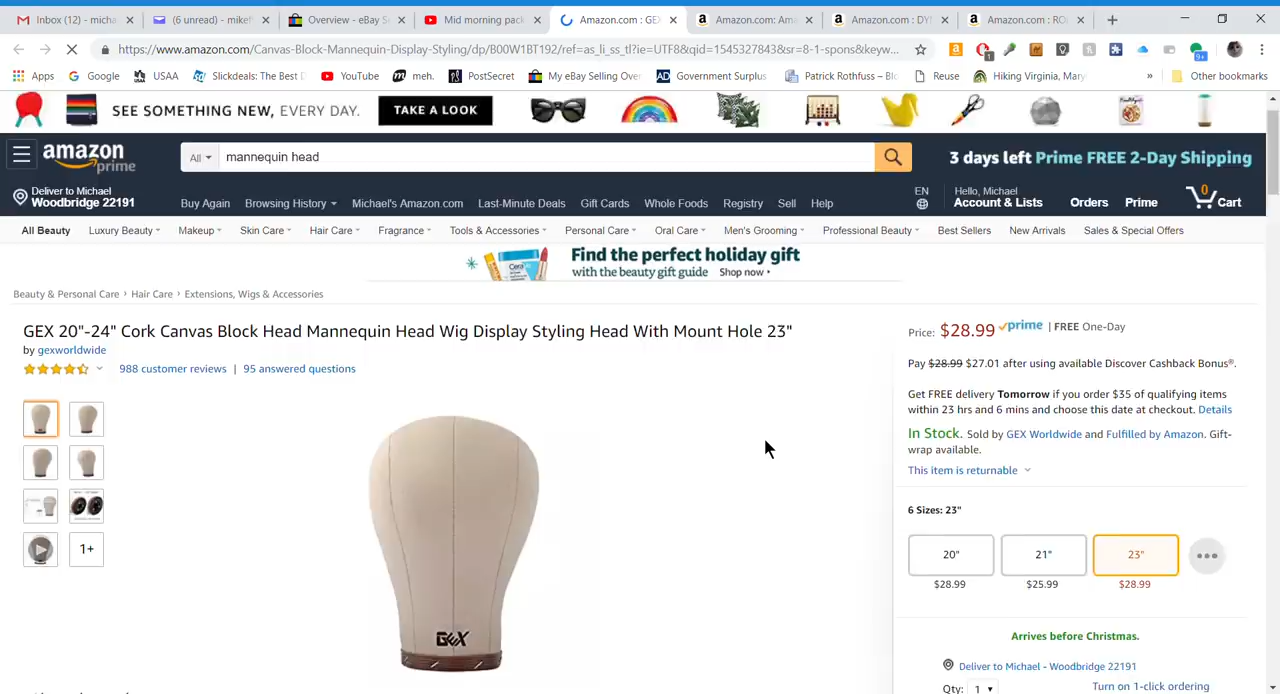 Inbox (12) - micha
(6 unread) - miket
Overview - eBay S
Mid morning pack
Amazon.com : GE
Amazon.com: Am
Amazon.com : DY
Amazon.com : RO
https://www.amazon.com/Canvas-Block-Mannequin-Display-Styling/dp/B00W1BT192/ref=as_li_ss_tl?ie=UTF8&qid=1545327843&sr=8-1-spons&keyw...
Apps
Google
USAA
Slickdeals: The Best D
YouTube
meh.
PostSecret
My eBay Selling Over
Government Surplus
Patrick Rothfuss – Blo
Reuse
Hiking Virginia, Mary
»
Other bookmarks
SEE SOMETHING NEW, EVERY DAY.
TAKE A LOOK
amazon
prime
All
mannequin head
3 days left Prime FREE 2-Day Shipping
Deliver to Michael
Woodbridge 22191
Buy Again
Browsing History
Michael's Amazon.com
Last-Minute Deals
Gift Cards
Whole Foods
Registry
Sell
Help
EN
Hello, Michael
Account & Lists
Orders
Prime
0
Cart
All Beauty
Luxury Beauty
Makeup
Skin Care
Hair Care
Fragrance
Tools & Accessories
Personal Care
Oral Care
Men's Grooming
Professional Beauty
Best Sellers
New Arrivals
Sales & Special Offers
Find the perfect holiday gift
with the beauty gift guide Shop now ›
Beauty & Personal Care › Hair Care › Extensions, Wigs & Accessories
GEX 20"-24" Cork Canvas Block Head Mannequin Head Wig Display Styling Head With Mount Hole 23"
by gexworldwide
988 customer reviews | 95 answered questions
1+
GEX
Price: $28.99 prime | FREE One-Day
Pay $28.99 $27.01 after using available Discover Cashback Bonus®.
Get FREE delivery Tomorrow if you order $35 of qualifying items
within 23 hrs and 6 mins and choose this date at checkout. Details
In Stock. Sold by GEX Worldwide and Fulfilled by Amazon. Gift-
wrap available.
This item is returnable
6 Sizes: 23"
20"
21"
23"
$28.99
$25.99
$28.99
Arrives before Christmas.
Deliver to Michael - Woodbridge 22191
Qty: 1
Turn on 1-click ordering